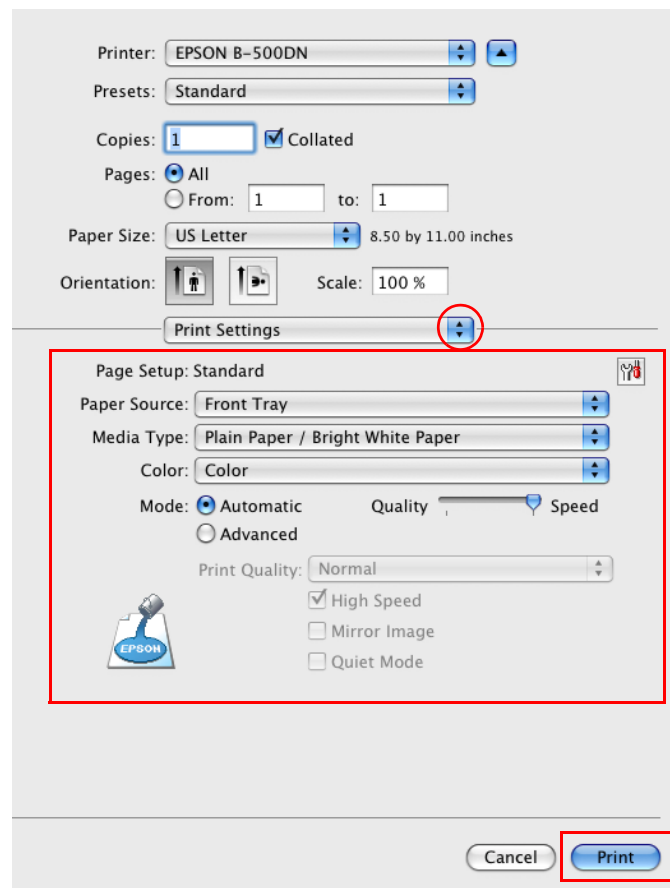 Printer: EPSON B-500DN
Presets: Standard
Copies: 1 Collated
Pages: All
From: 1 to: 1
Paper Size: US Letter 8.50 by 11.00 inches
Orientation: Scale: 100 %
Print Settings
Page Setup: Standard
Paper Source: Front Tray
Media Type: Plain Paper / Bright White Paper
Color: Color
Mode: Automatic Quality Speed
Advanced
Print Quality: Normal
High Speed
Mirror Image
EPSON
Quiet Mode
Cancel Print